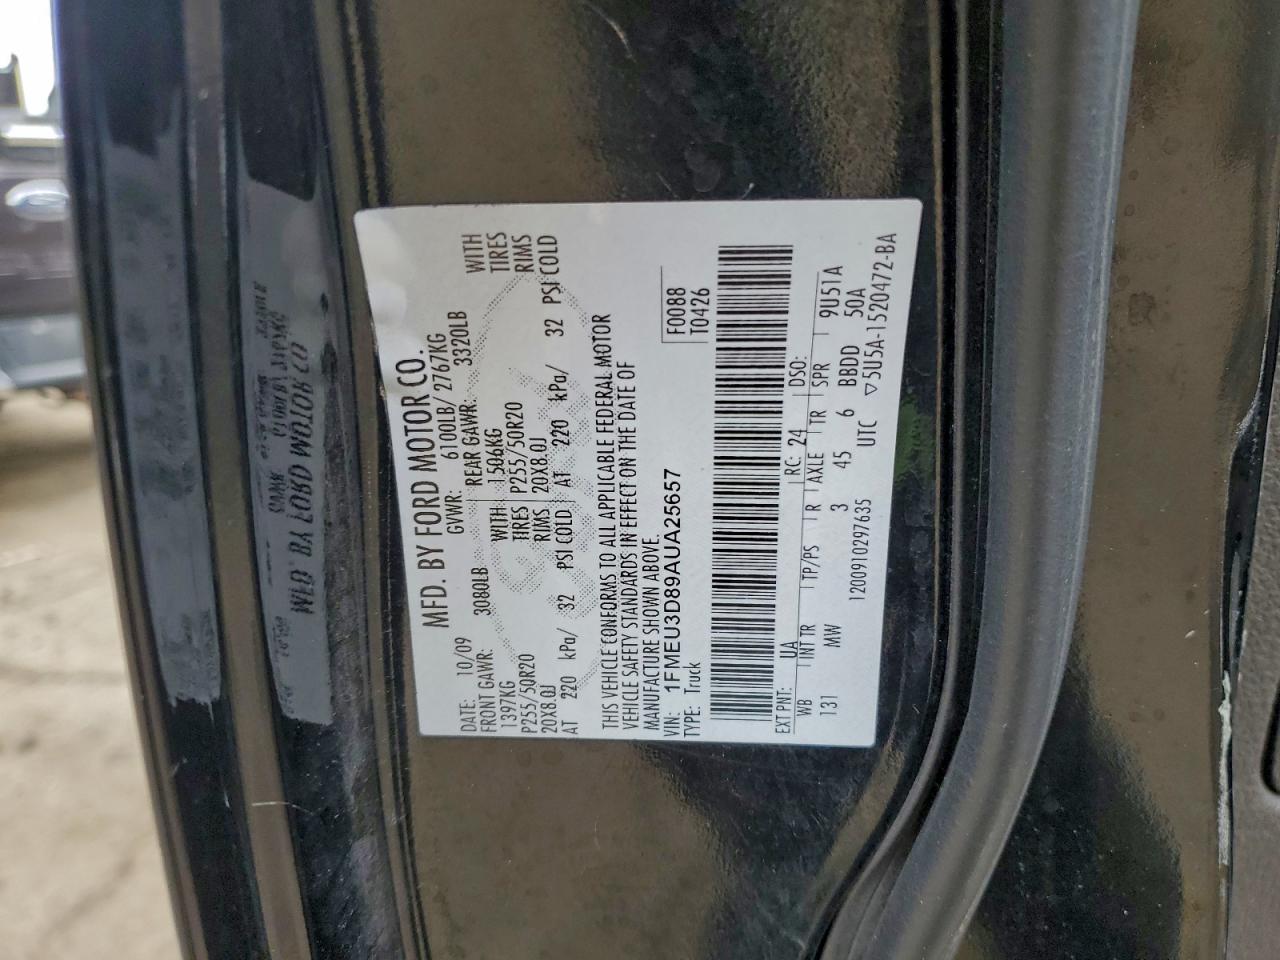 MFD. BY FORD MOTOR CO.
DATE: 10/09 GVWR: 6100LB/ 2767KG
FRONT GAWR: 3080LB REAR GAWR: 3320LB
1397KG WITH 1506KG WITH
P255/50R20 TIRES P255/50R20 TIRES
20X8.0J RIMS 20X8.0J RIMS
AT 220 kPa/ 32 PSI COLD AT 220 kPa/ 32 PSI COLD
THIS VEHICLE CONFORMS TO ALL APPLICABLE FEDERAL MOTOR
VEHICLE SAFETY STANDARDS IN EFFECT ON THE DATE OF
MANUFACTURE SHOWN ABOVE.
VIN: 1FMEU3D89AUA25657
TYPE: Truck
F0088
T0426
EXT PNT: UA RC: 24 DSO:
WB INT TR TP/PS R AXLE TR SPR 9U51A
131 MW 3 45 6 BBDD 50A
1200910297635 UTC ▽5U5A-1520472-BA